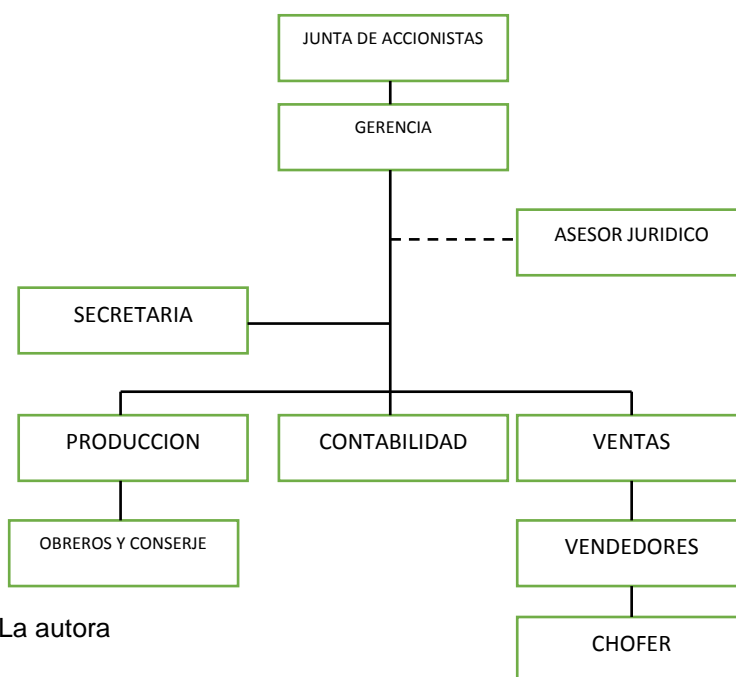 JUNTA DE ACCIONISTAS
GERENCIA
ASESOR JURIDICO
SECRETARIA
PRODUCCION
CONTABILIDAD
VENTAS
OBREROS Y CONSERJE
VENDEDORES
La autora
CHOFER